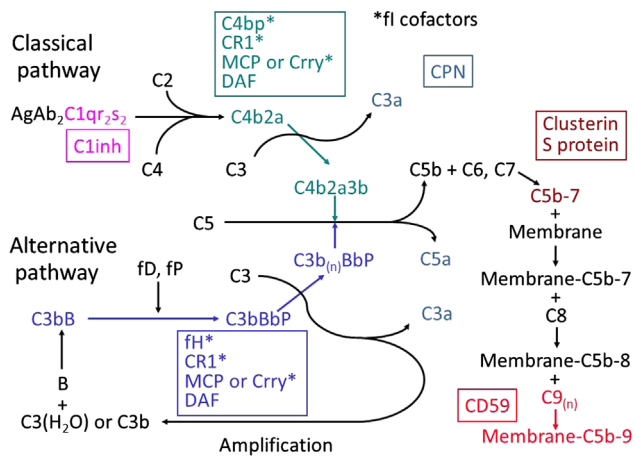 *fI cofactors
Classical
pathway
C4bp*
CR1*
MCP or Crry*
DAF
CPN
C2
C3a
AgAb₂C1qr₂s₂
C4b2a
C1inh
C4
C3
Clusterin
S protein
C4b2a3b
C5b + C6, C7
C5b-7
+
Membrane
C5
Alternative
pathway
C3b₍ₙ₎BbP
C5a
fD, fP
C3
Membrane-C5b-7
+
C8
C3bB
C3bBbP
C3a
fH*
CR1*
MCP or Crry*
DAF
Membrane-C5b-8
+
B
+
C3(H₂O) or C3b
CD59
C9₍ₙ₎
Membrane-C5b-9
Amplification